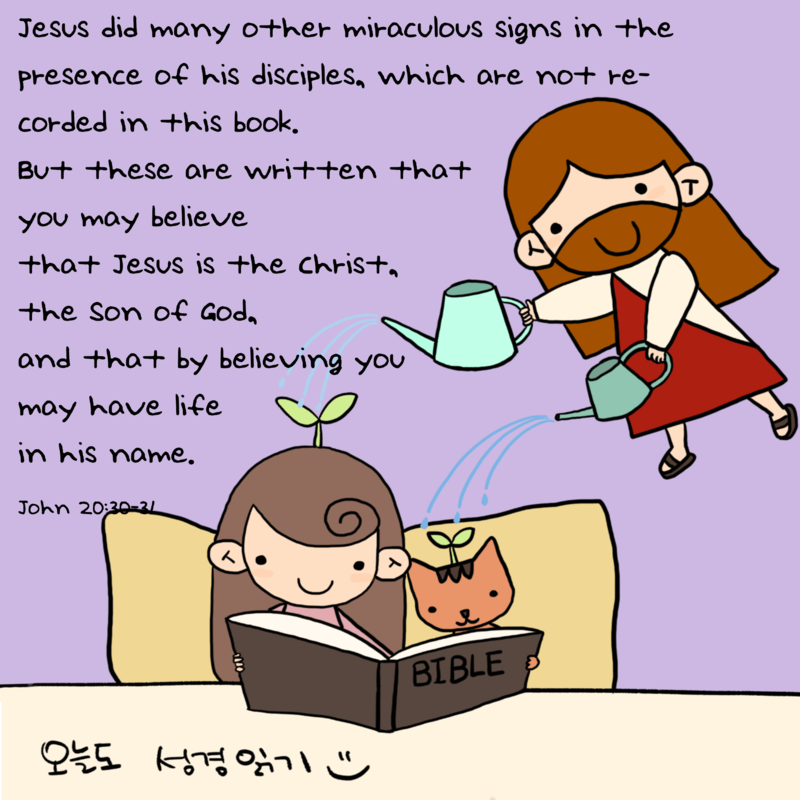 Jesus did many other miraculous signs in the
presence of his disciples, which are not re-
corded in this book.
But these are written that
you may believe
that Jesus is the Christ,
the Son of God,
and that by believing you
may have life
in his name.
John 20:30-31
BIBLE
오늘도 성경읽기